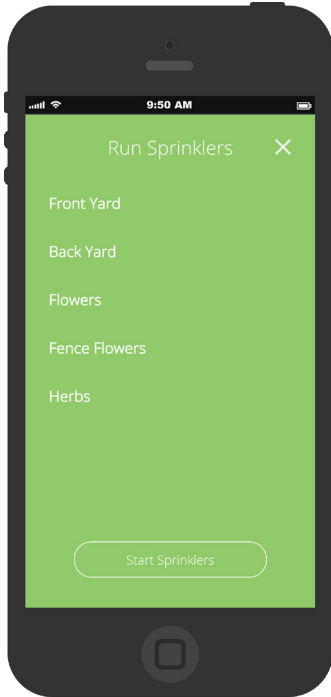 9:50 AM
Run Sprinklers
Front Yard
Back Yard
Flowers
Fence Flowers
Herbs
Start Sprinklers